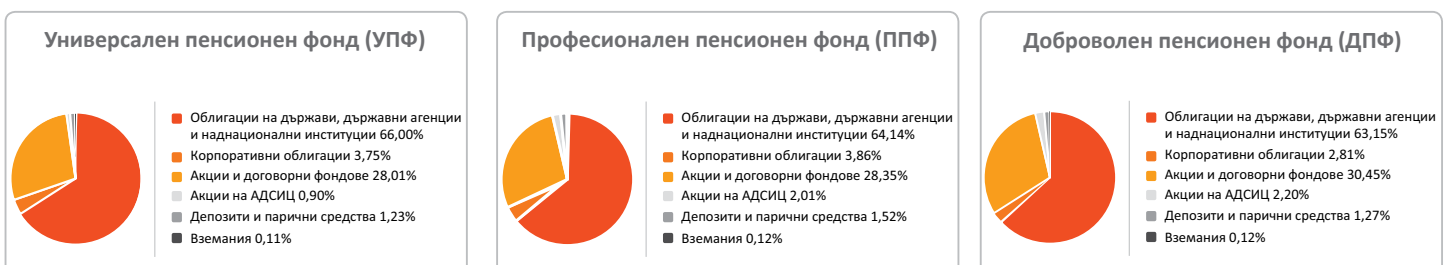 Универсален пенсионен фонд (УПФ)
Облигации на държави, държавни агенции
и наднационални институции 66,00%
Корпоративни облигации 3,75%
Акции и договорни фондове 28,01%
Акции на АДСИЦ 0,90%
Депозити и парични средства 1,23%
Вземания 0,11%
Професионален пенсионен фонд (ППФ)
Облигации на държави, държавни агенции
и наднационални институции 64,14%
Корпоративни облигации 3,86%
Акции и договорни фондове 28,35%
Акции на АДСИЦ 2,01%
Депозити и парични средства 1,52%
Вземания 0,12%
Доброволен пенсионен фонд (ДПФ)
Облигации на държави, държавни агенции
и наднационални институции 63,15%
Корпоративни облигации 2,81%
Акции и договорни фондове 30,45%
Акции на АДСИЦ 2,20%
Депозити и парични средства 1,27%
Вземания 0,12%